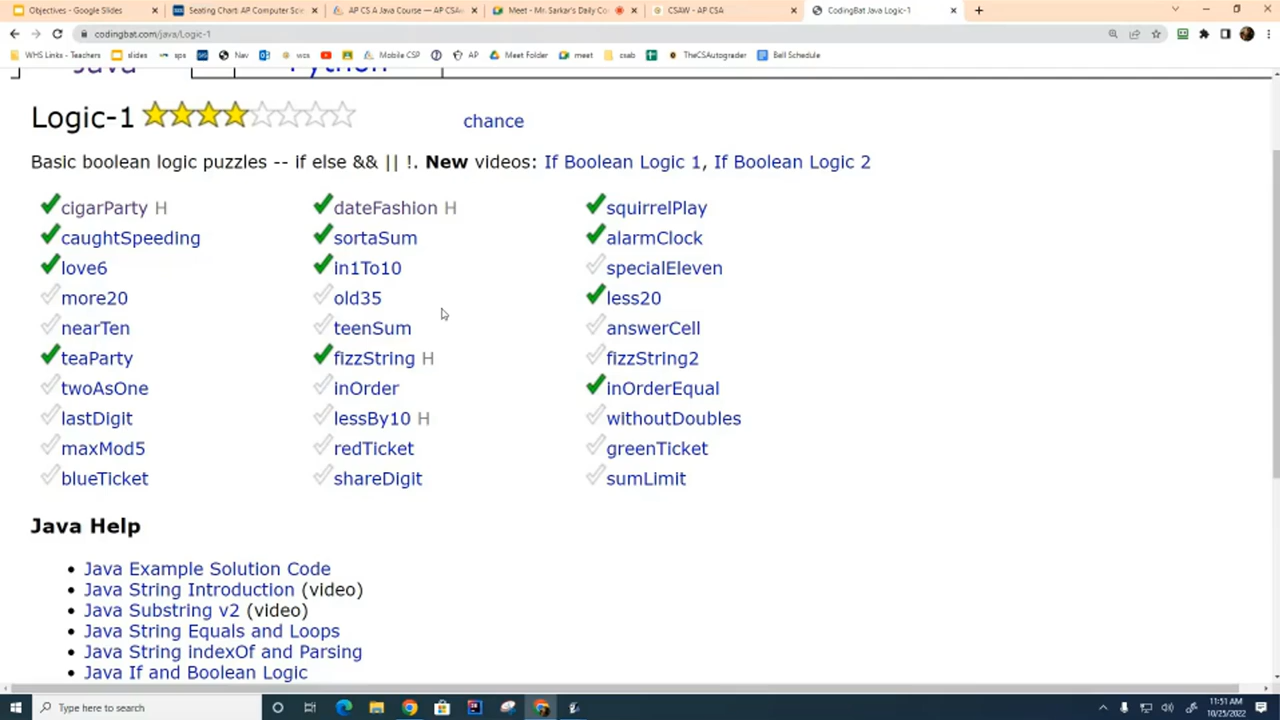 Objectives - Google Slides
Seating Chart: AP Computer Scie
AP CS A Java Course — AP CSAw
Meet - Mr. Sarkar's Daily C
CSAW - AP CSA
CodingBat Java Logic-1
codingbat.com/java/Logic-1
WHS Links – Teachers
slides
sps
Nav
wcs
Mobile CSP
AP
Meet Folder
meet
csab
TheCSAutograder
Bell Schedule
Java
Python
Logic-1
chance
Basic boolean logic puzzles -- if else && || !. New videos: If Boolean Logic 1, If Boolean Logic 2
cigarParty H dateFashion H squirrelPlay
caughtSpeeding sortaSum alarmClock
love6 in1To10 specialEleven
more20 old35 less20
nearTen teenSum answerCell
teaParty fizzString H fizzString2
twoAsOne inOrder inOrderEqual
lastDigit lessBy10 H withoutDoubles
maxMod5 redTicket greenTicket
blueTicket shareDigit sumLimit
Java Help
Java Example Solution Code
Java String Introduction (video)
Java Substring v2 (video)
Java String Equals and Loops
Java String indexOf and Parsing
Java If and Boolean Logic
Type here to search
11:51 AM
10/25/2022